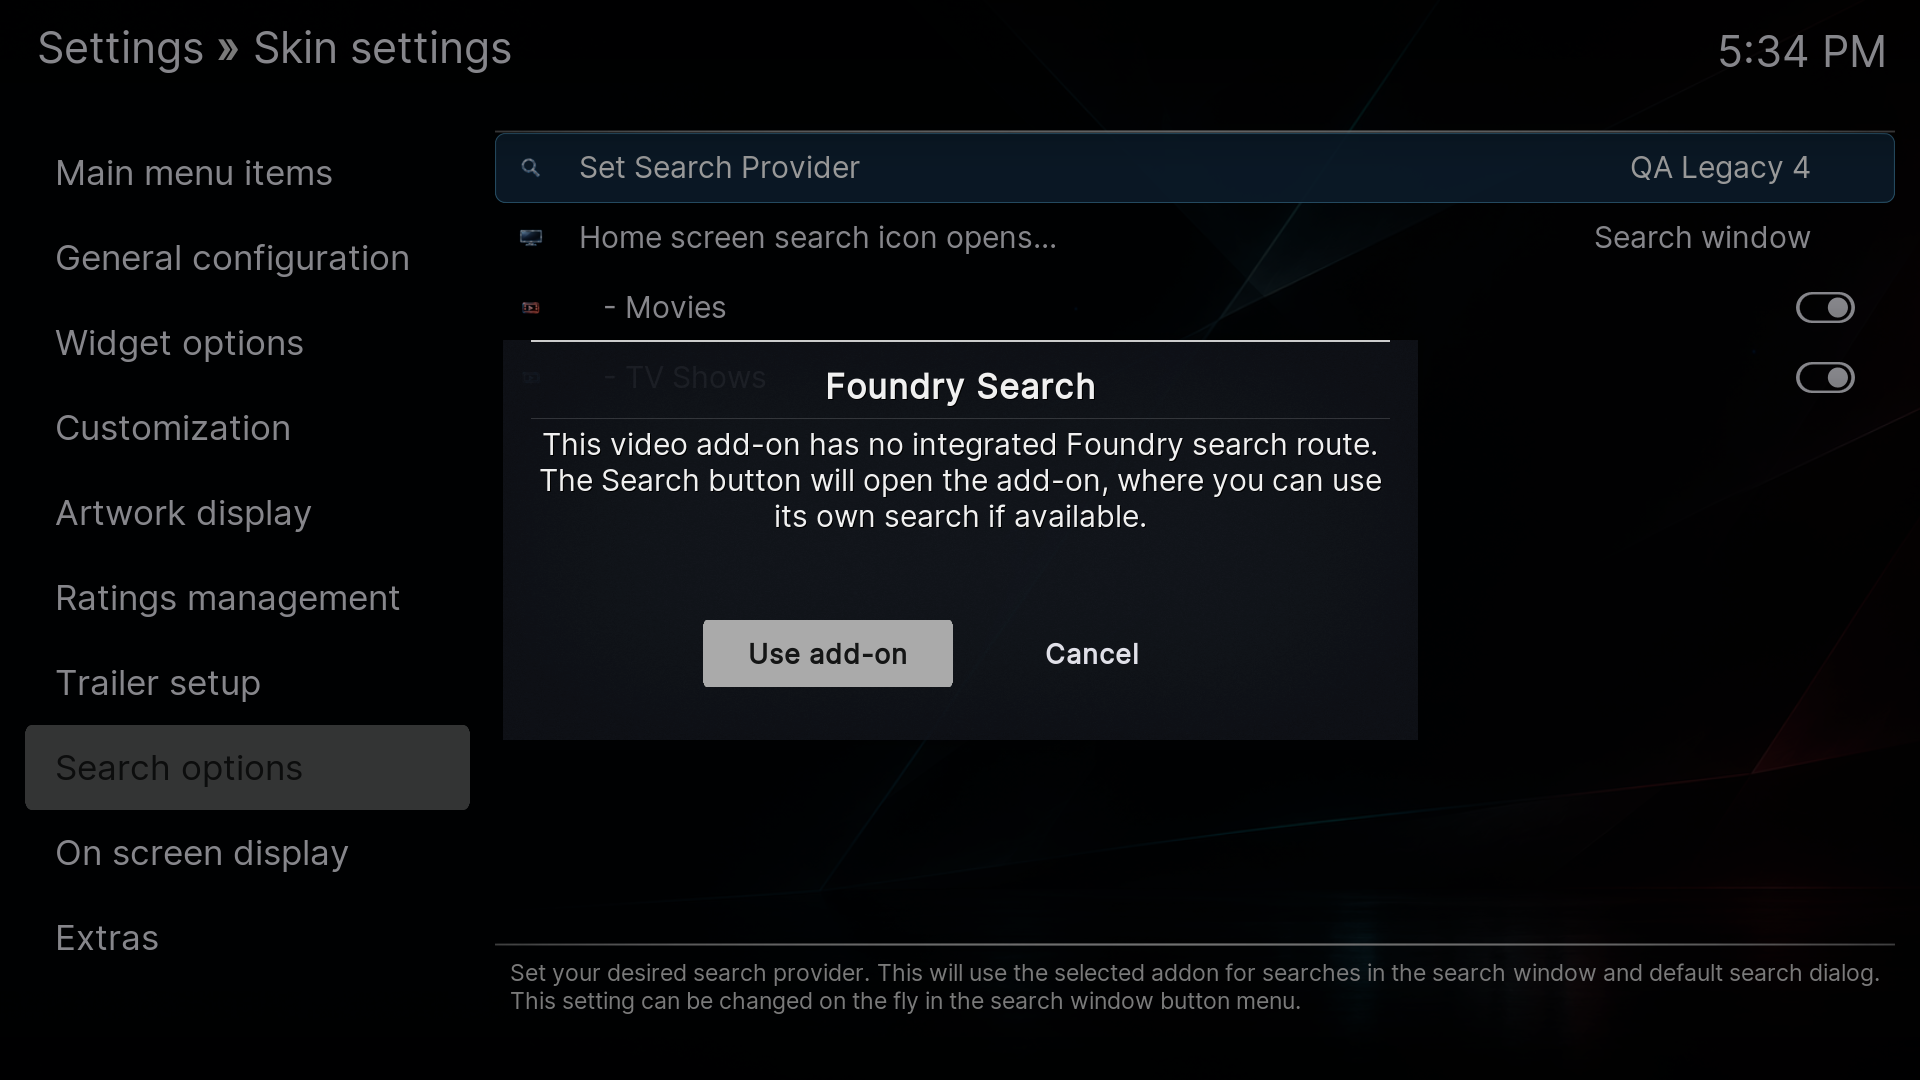 Settings » Skin settings
5:34 PM
Main menu items
General configuration
Widget options
Customization
Artwork display
Ratings management
Trailer setup
Search options
On screen display
Extras
Set Search Provider
QA Legacy 4
Home screen search icon opens...
Search window
- Movies
- TV Shows
Foundry Search
This video add-on has no integrated Foundry search route.
The Search button will open the add-on, where you can use
its own search if available.
Use add-on
Cancel
Set your desired search provider. This will use the selected addon for searches in the search window and default search dialog.
This setting can be changed on the fly in the search window button menu.